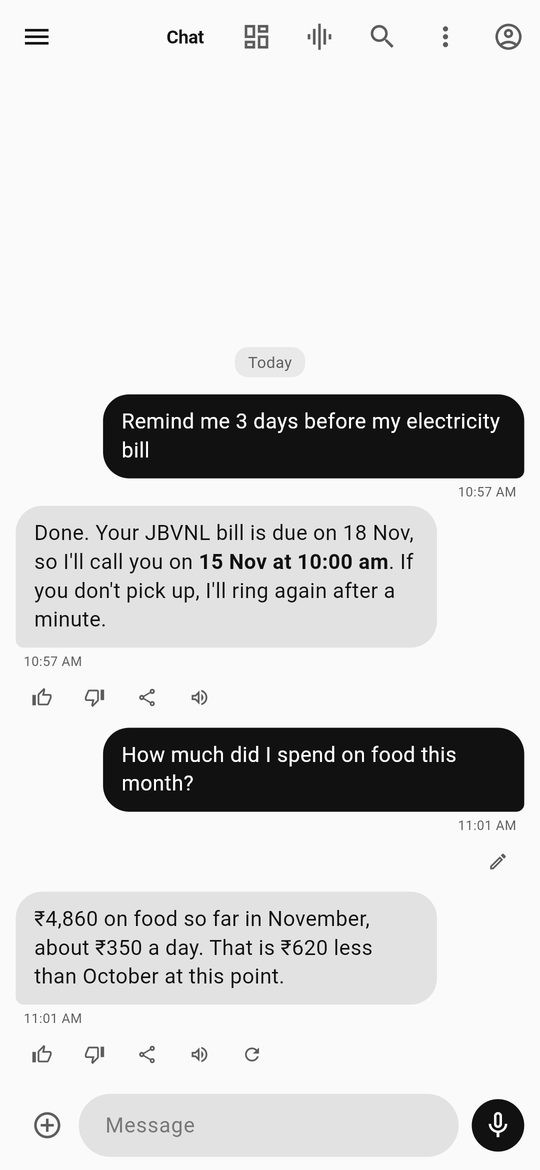 Chat
Today
Remind me 3 days before my electricity
bill
10:57 AM
Done. Your JBVNL bill is due on 18 Nov,
so I'll call you on 15 Nov at 10:00 am. If
you don't pick up, I'll ring again after a
minute.
10:57 AM
How much did I spend on food this
month?
11:01 AM
₹4,860 on food so far in November,
about ₹350 a day. That is ₹620 less
than October at this point.
11:01 AM
Message